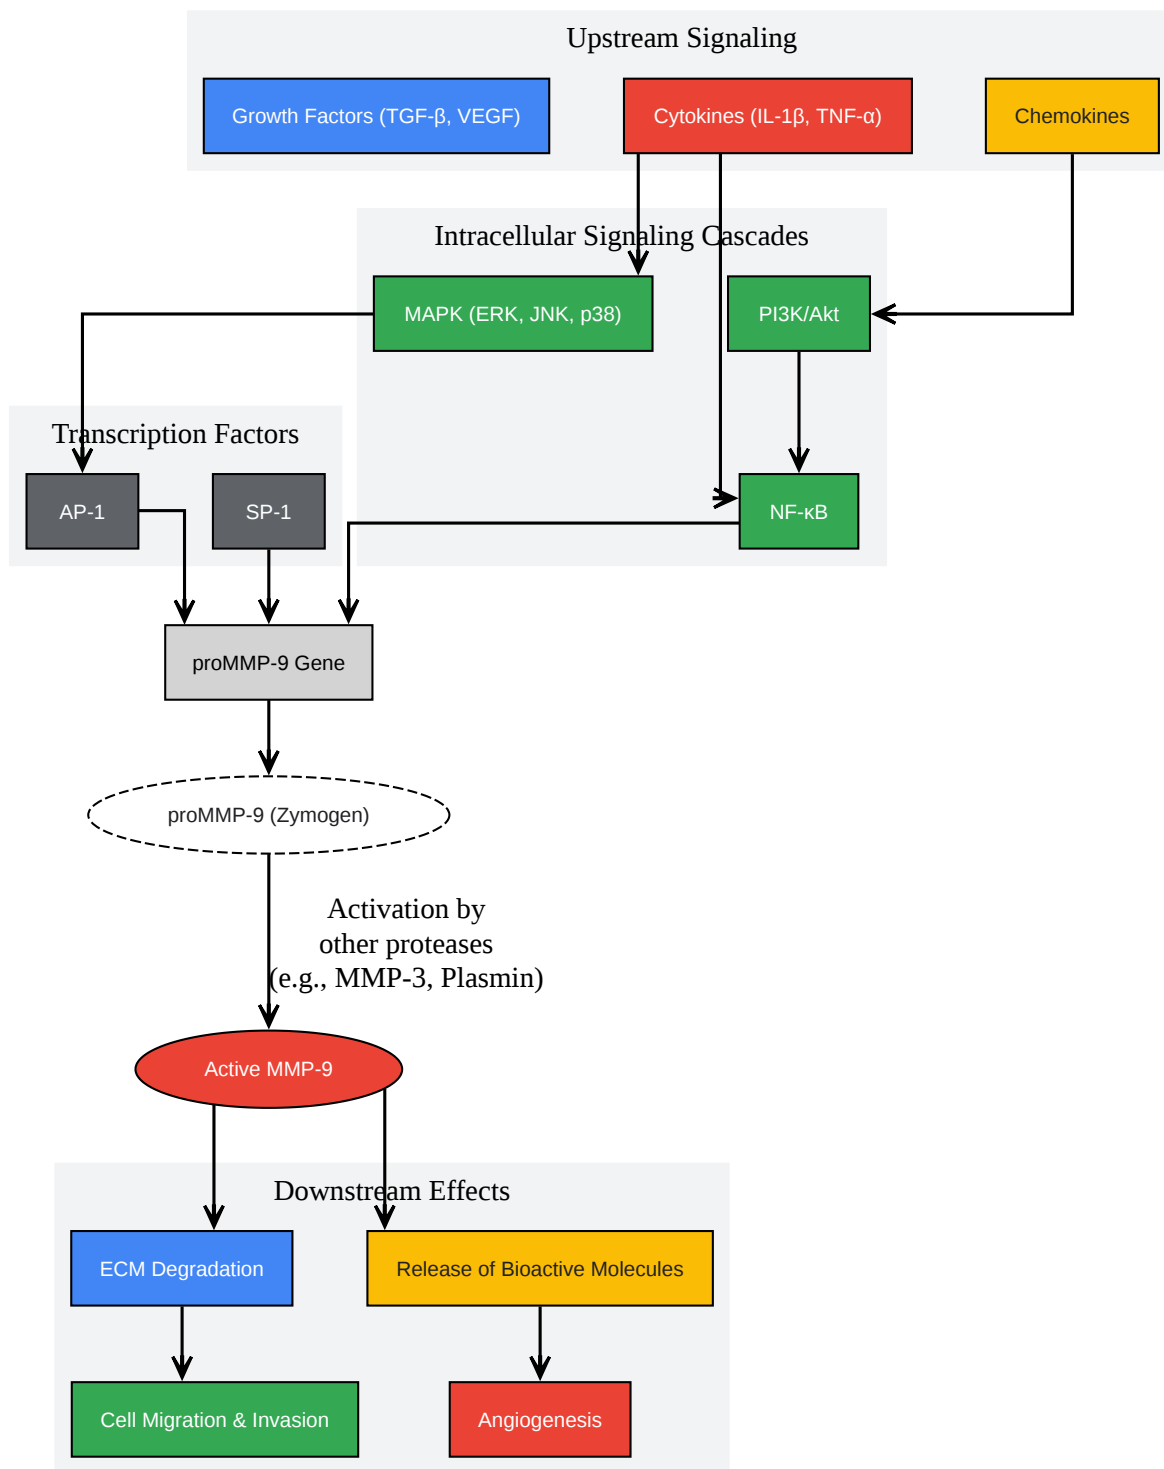 Upstream Signaling
Growth Factors (TGF-β, VEGF)
Cytokines (IL-1β, TNF-α)
Chemokines
Intracellular Signaling Cascades
MAPK (ERK, JNK, p38)
PI3K/Akt
Transcription Factors
AP-1
SP-1
NF-κB
proMMP-9 Gene
proMMP-9 (Zymogen)
Activation by
other proteases
(e.g., MMP-3, Plasmin)
Active MMP-9
Downstream Effects
ECM Degradation
Release of Bioactive Molecules
Cell Migration & Invasion
Angiogenesis